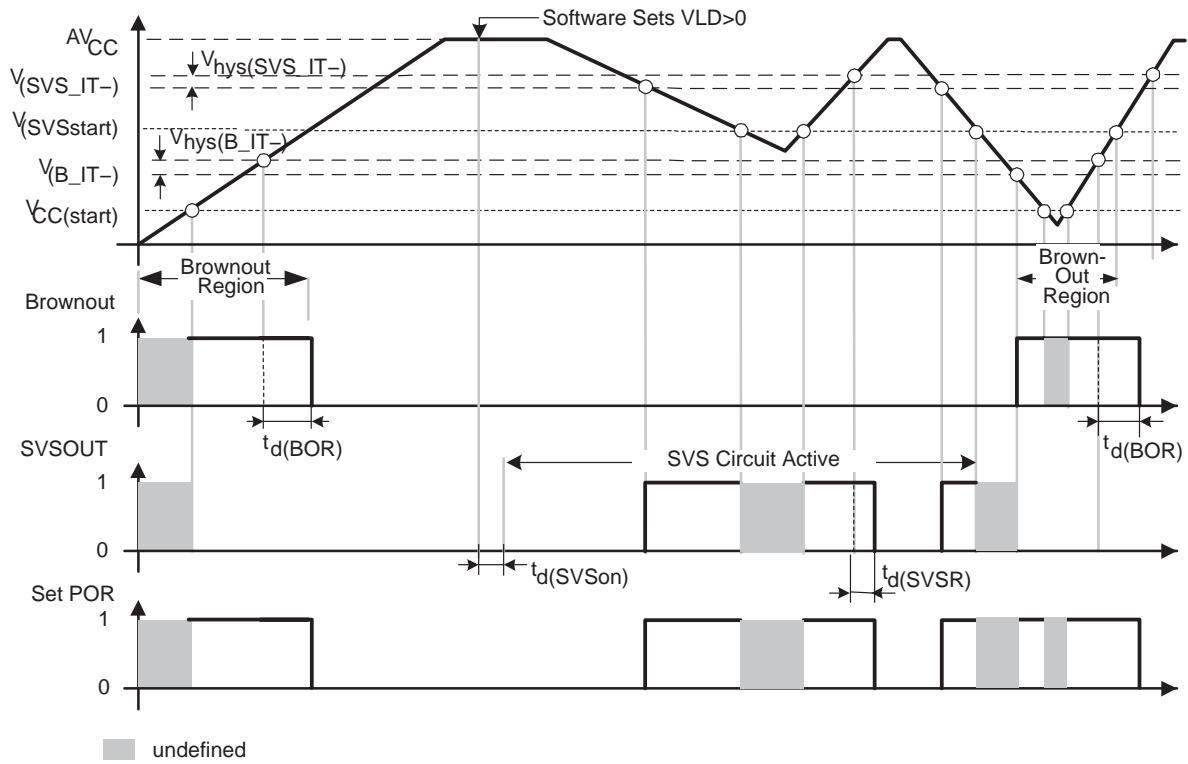 Software Sets VLD>0
AVCC
Vhys(SVS_IT–)
V(SVS_IT–)
V(SVSstart)
Vhys(B_IT–)
V(B_IT–)
VCC(start)
Brownout
Region
Brown-
Out
Region
Brownout
1
0
td(BOR)
td(BOR)
SVSOUT
SVS Circuit Active
1
0
td(SVSon)
td(SVSR)
Set POR
1
0
undefined